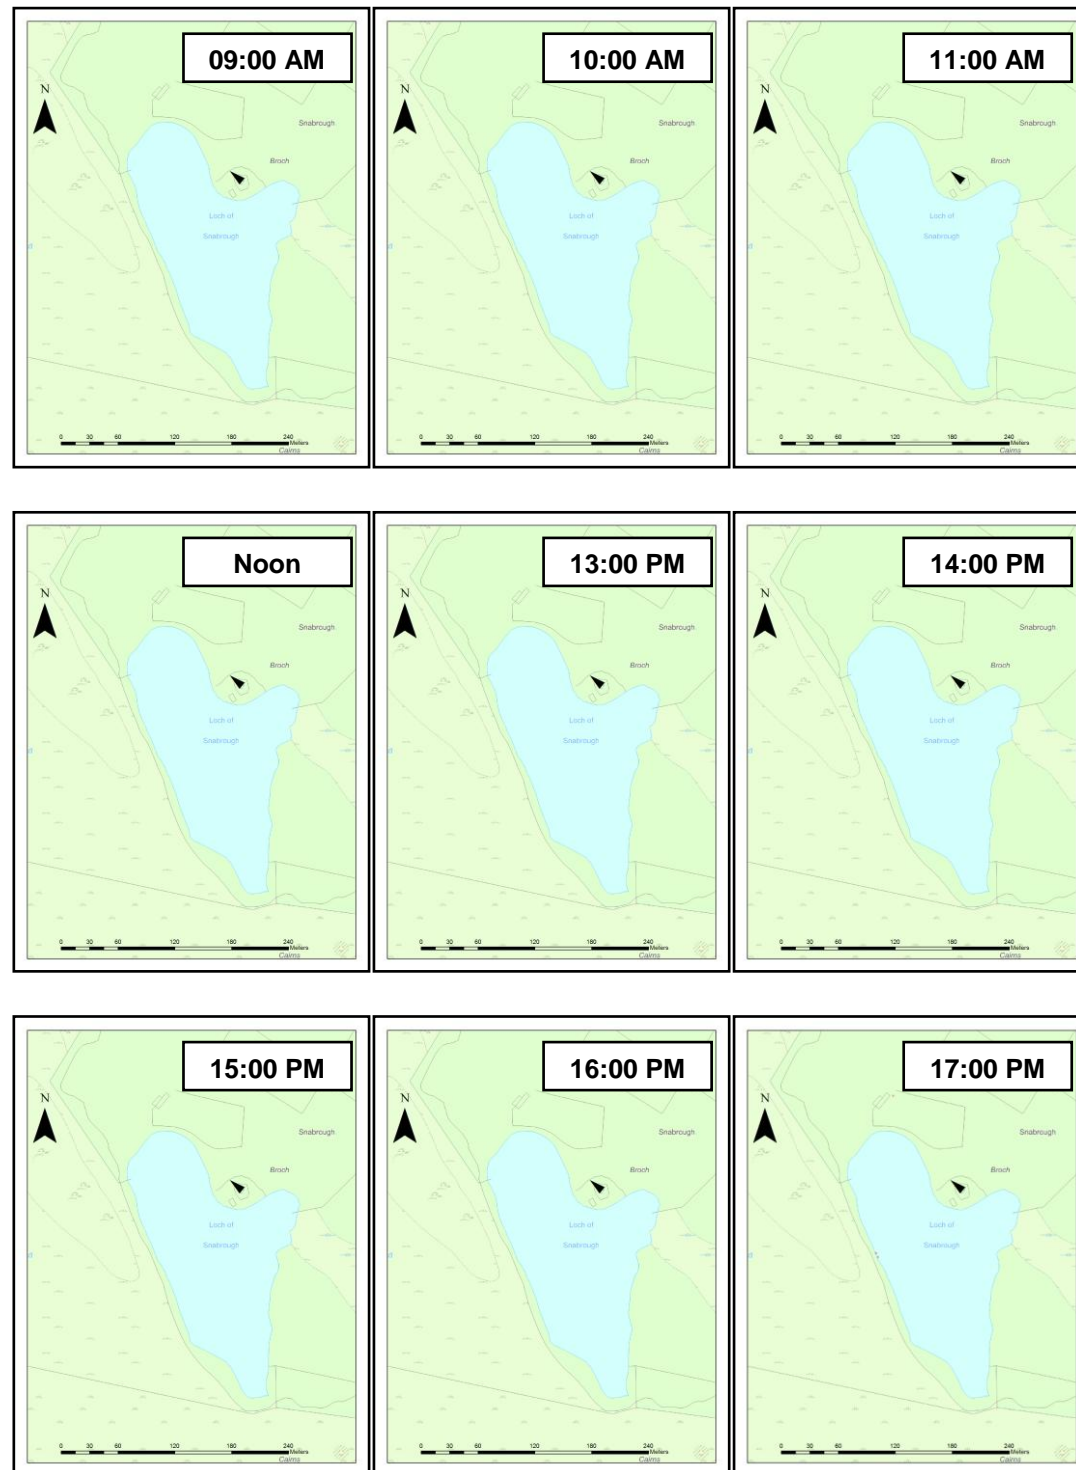 09:00 AM
N
Snabrough
Broch
Loch of
Snabrough
d
0 30 60 120 180 240
Meters
Cairns
10:00 AM
N
Snabrough
Broch
Loch of
Snabrough
d
0 30 60 120 180 240
Meters
Cairns
11:00 AM
N
Snabrough
Broch
Loch of
Snabrough
d
0 30 60 120 180 240
Meters
Cairns
Noon
N
Snabrough
Broch
Loch of
Snabrough
d
0 30 60 120 180 240
Meters
Cairns
13:00 PM
N
Snabrough
Broch
Loch of
Snabrough
d
0 30 60 120 180 240
Meters
Cairns
14:00 PM
N
Snabrough
Broch
Loch of
Snabrough
d
0 30 60 120 180 240
Meters
Cairns
15:00 PM
N
Snabrough
Broch
Loch of
Snabrough
d
0 30 60 120 180 240
Meters
Cairns
16:00 PM
N
Snabrough
Broch
Loch of
Snabrough
d
0 30 60 120 180 240
Meters
Cairns
17:00 PM
N
Snabrough
Broch
Loch of
Snabrough
d
0 30 60 120 180 240
Meters
Cairns